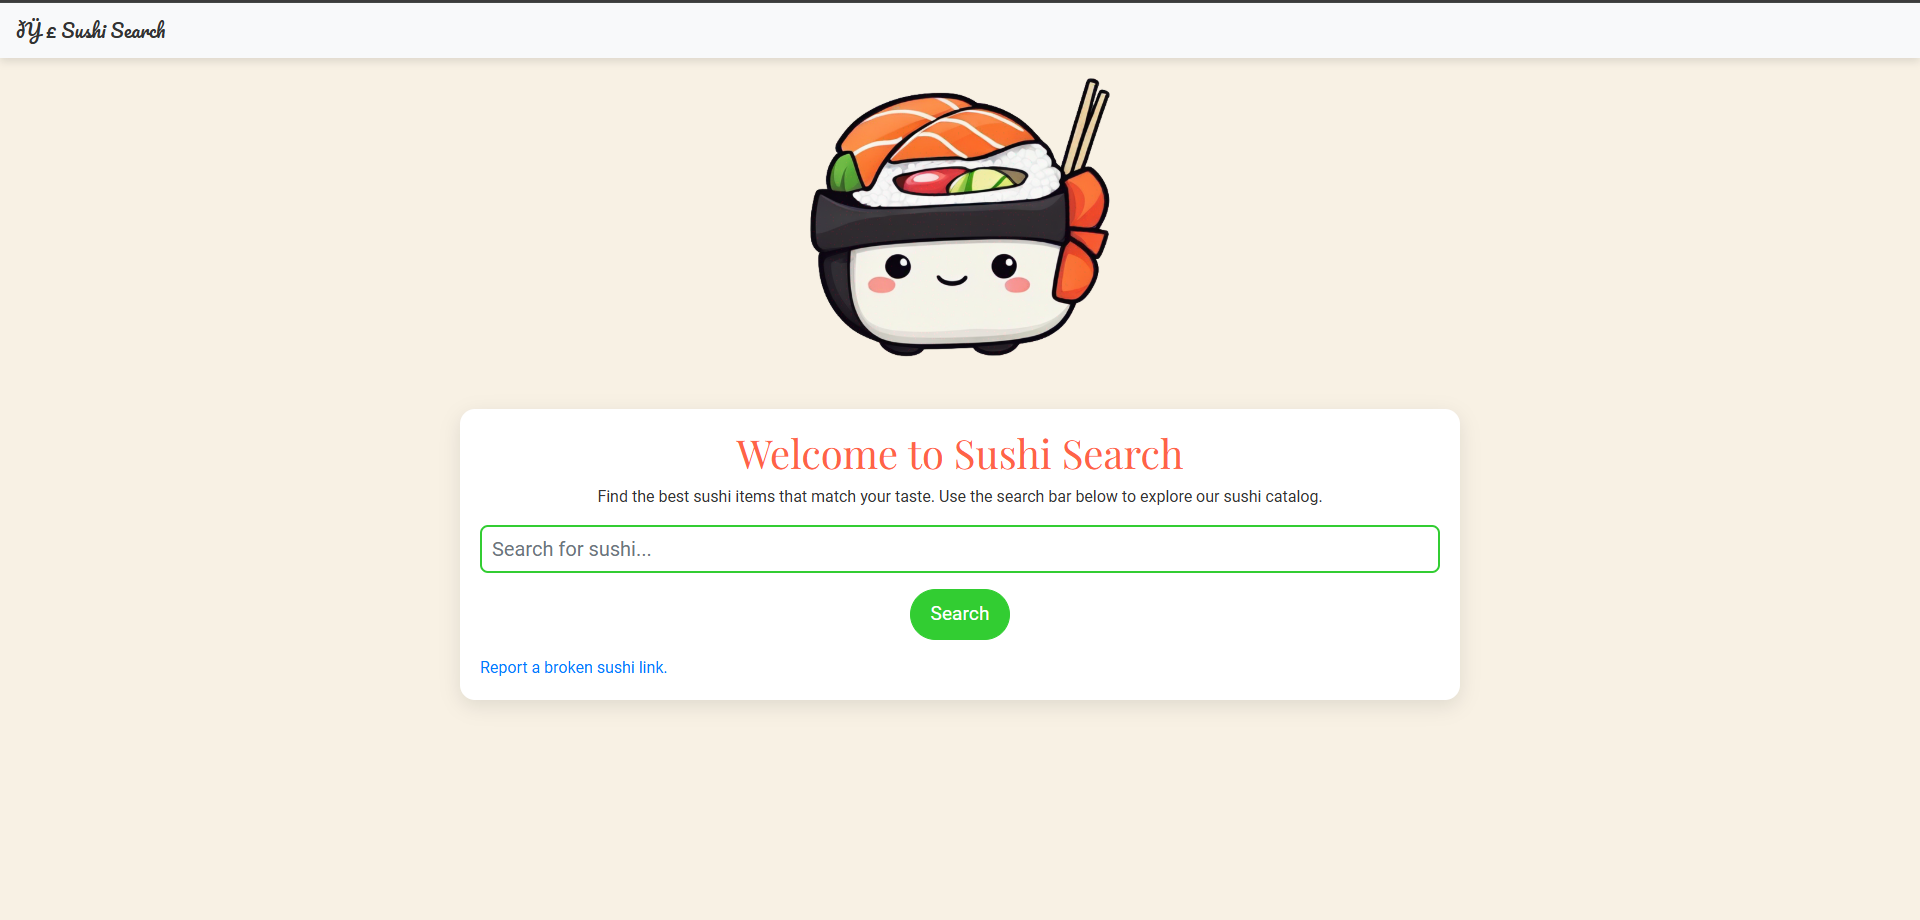 ðŸ £ Sushi Search
Welcome to Sushi Search
Find the best sushi items that match your taste. Use the search bar below to explore our sushi catalog.
Search for sushi...
Search
Report a broken sushi link.